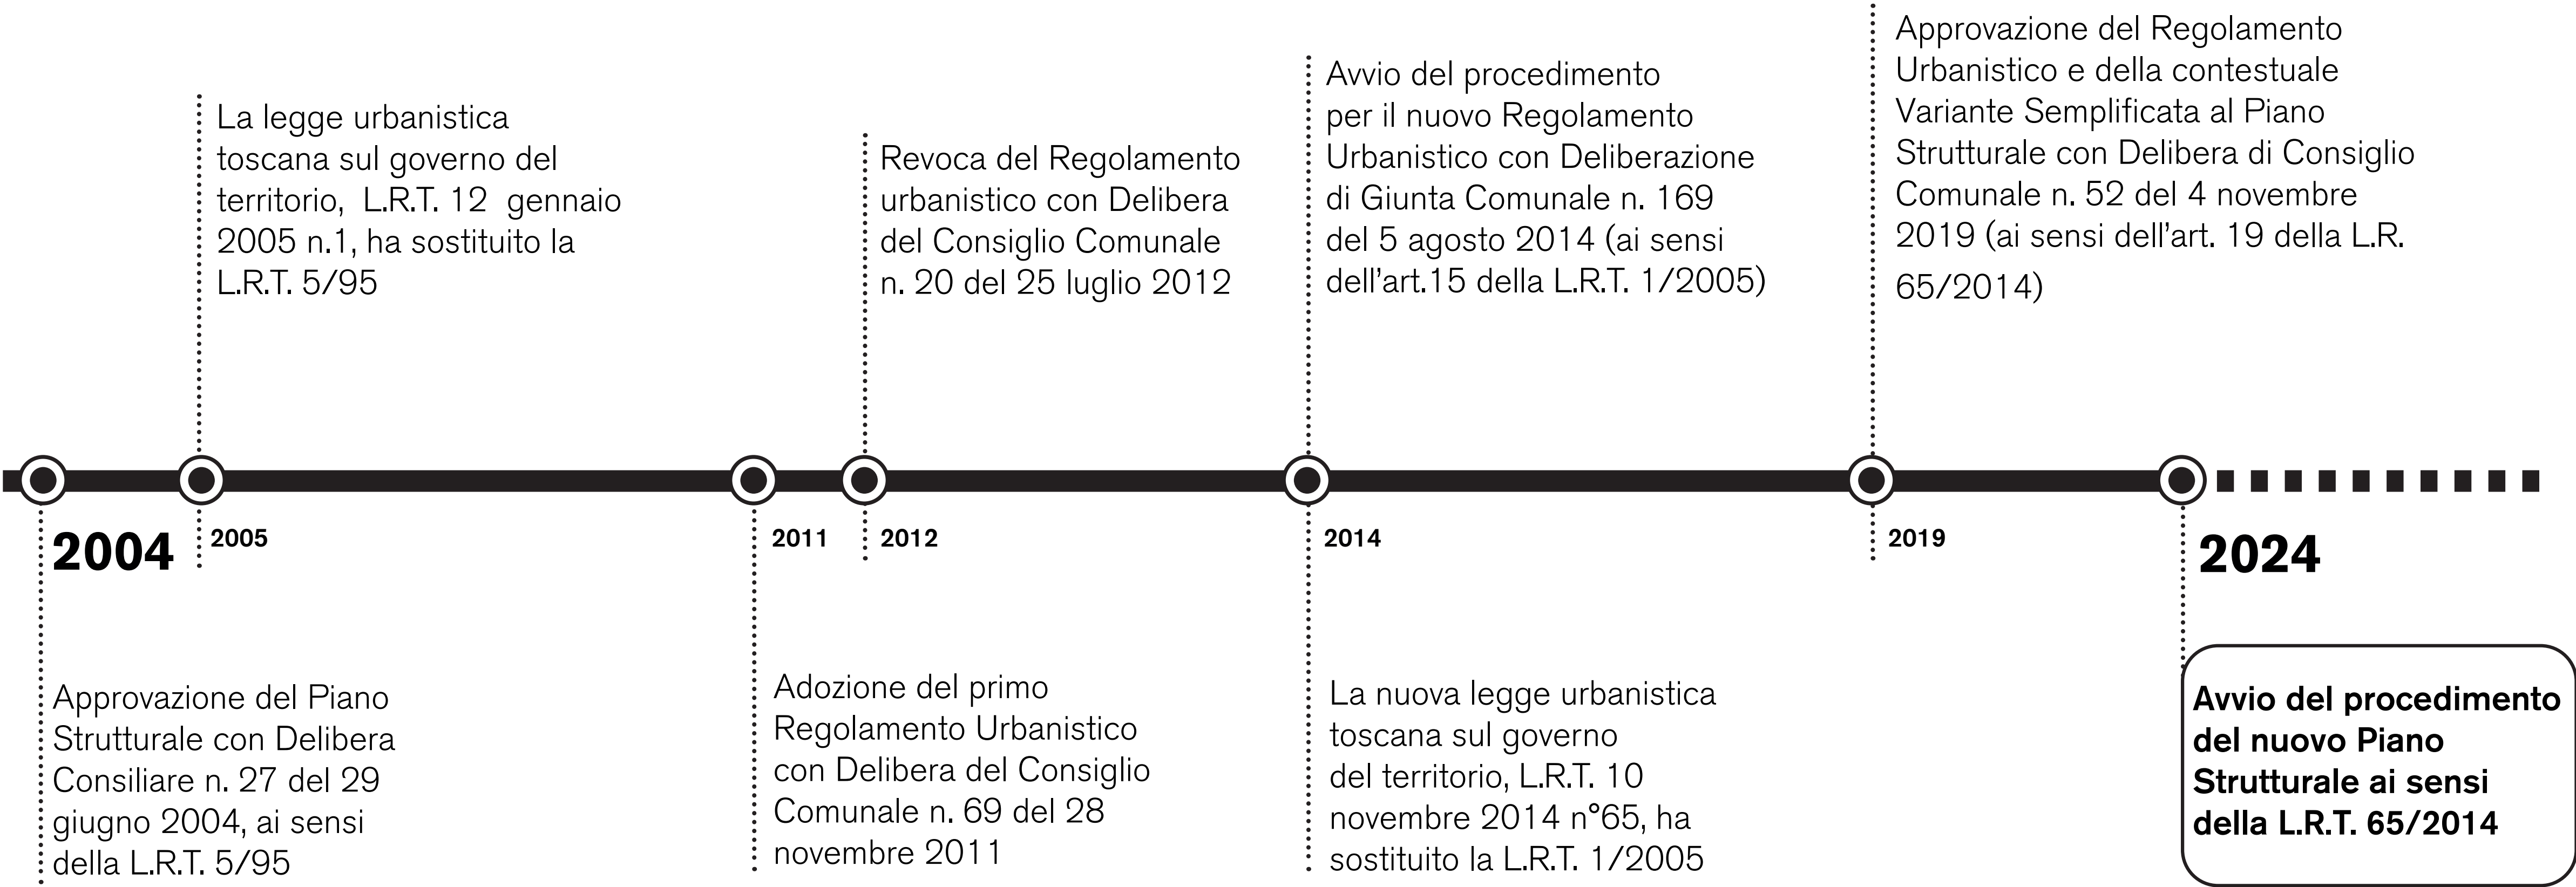 La legge urbanistica
toscana sul governo del
territorio, L.R.T. 12 gennaio
2005 n.1, ha sostituito la
L.R.T. 5/95
Revoca del Regolamento
urbanistico con Delibera
del Consiglio Comunale
n. 20 del 25 luglio 2012
Avvio del procedimento
per il nuovo Regolamento
Urbanistico con Deliberazione
di Giunta Comunale n. 169
del 5 agosto 2014 (ai sensi
dell'art.15 della L.R.T. 1/2005)
Approvazione del Regolamento
Urbanistico e della contestuale
Variante Semplificata al Piano
Strutturale con Delibera di Consiglio
Comunale n. 52 del 4 novembre
2019 (ai sensi dell'art. 19 della L.R.
65/2014)
2004
2005
2011
2012
2014
2019
2024
Approvazione del Piano
Strutturale con Delibera
Consiliare n. 27 del 29
giugno 2004, ai sensi
della L.R.T. 5/95
Adozione del primo
Regolamento Urbanistico
con Delibera del Consiglio
Comunale n. 69 del 28
novembre 2011
La nuova legge urbanistica
toscana sul governo
del territorio, L.R.T. 10
novembre 2014 n°65, ha
sostituito la L.R.T. 1/2005
Avvio del procedimento
del nuovo Piano
Strutturale ai sensi
della L.R.T. 65/2014